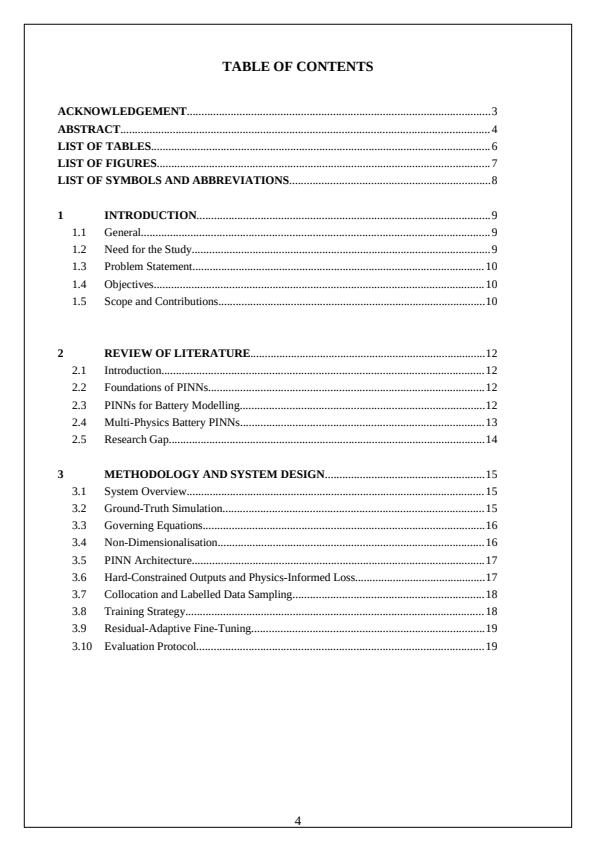 TABLE OF CONTENTS
ACKNOWLEDGEMENT 3
ABSTRACT 4
LIST OF TABLES 6
LIST OF FIGURES 7
LIST OF SYMBOLS AND ABBREVIATIONS 8
1 INTRODUCTION 9
1.1 General 9
1.2 Need for the Study 9
1.3 Problem Statement 10
1.4 Objectives 10
1.5 Scope and Contributions 10
2 REVIEW OF LITERATURE 12
2.1 Introduction 12
2.2 Foundations of PINNs 12
2.3 PINNs for Battery Modelling 12
2.4 Multi-Physics Battery PINNs 13
2.5 Research Gap 14
3 METHODOLOGY AND SYSTEM DESIGN 15
3.1 System Overview 15
3.2 Ground-Truth Simulation 15
3.3 Governing Equations 16
3.4 Non-Dimensionalisation 16
3.5 PINN Architecture 17
3.6 Hard-Constrained Outputs and Physics-Informed Loss 17
3.7 Collocation and Labelled Data Sampling 18
3.8 Training Strategy 18
3.9 Residual-Adaptive Fine-Tuning 19
3.10 Evaluation Protocol 19
4